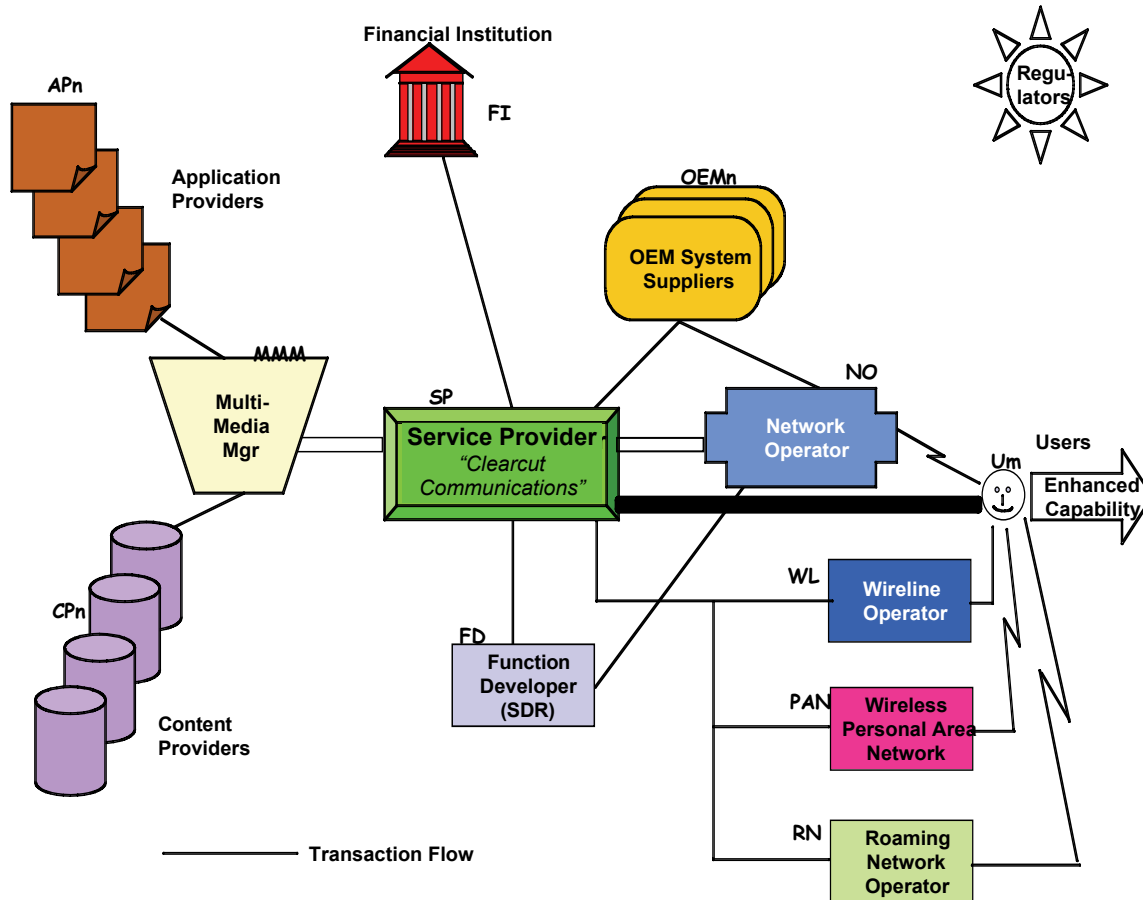 Financial Institution
FI
Regu-
lators
APn
Application
Providers
OEMn
OEM System
Suppliers
MMM
Multi-
Media
Mgr
SP
Service Provider
“Clearcut
Communications”
NO
Network
Operator
Users
Um
Enhanced
Capability
WL
Wireline
Operator
CPn
FD
Function
Developer
(SDR)
PAN
Wireless
Personal Area
Network
Content
Providers
RN
Roaming
Network
Operator
Transaction Flow